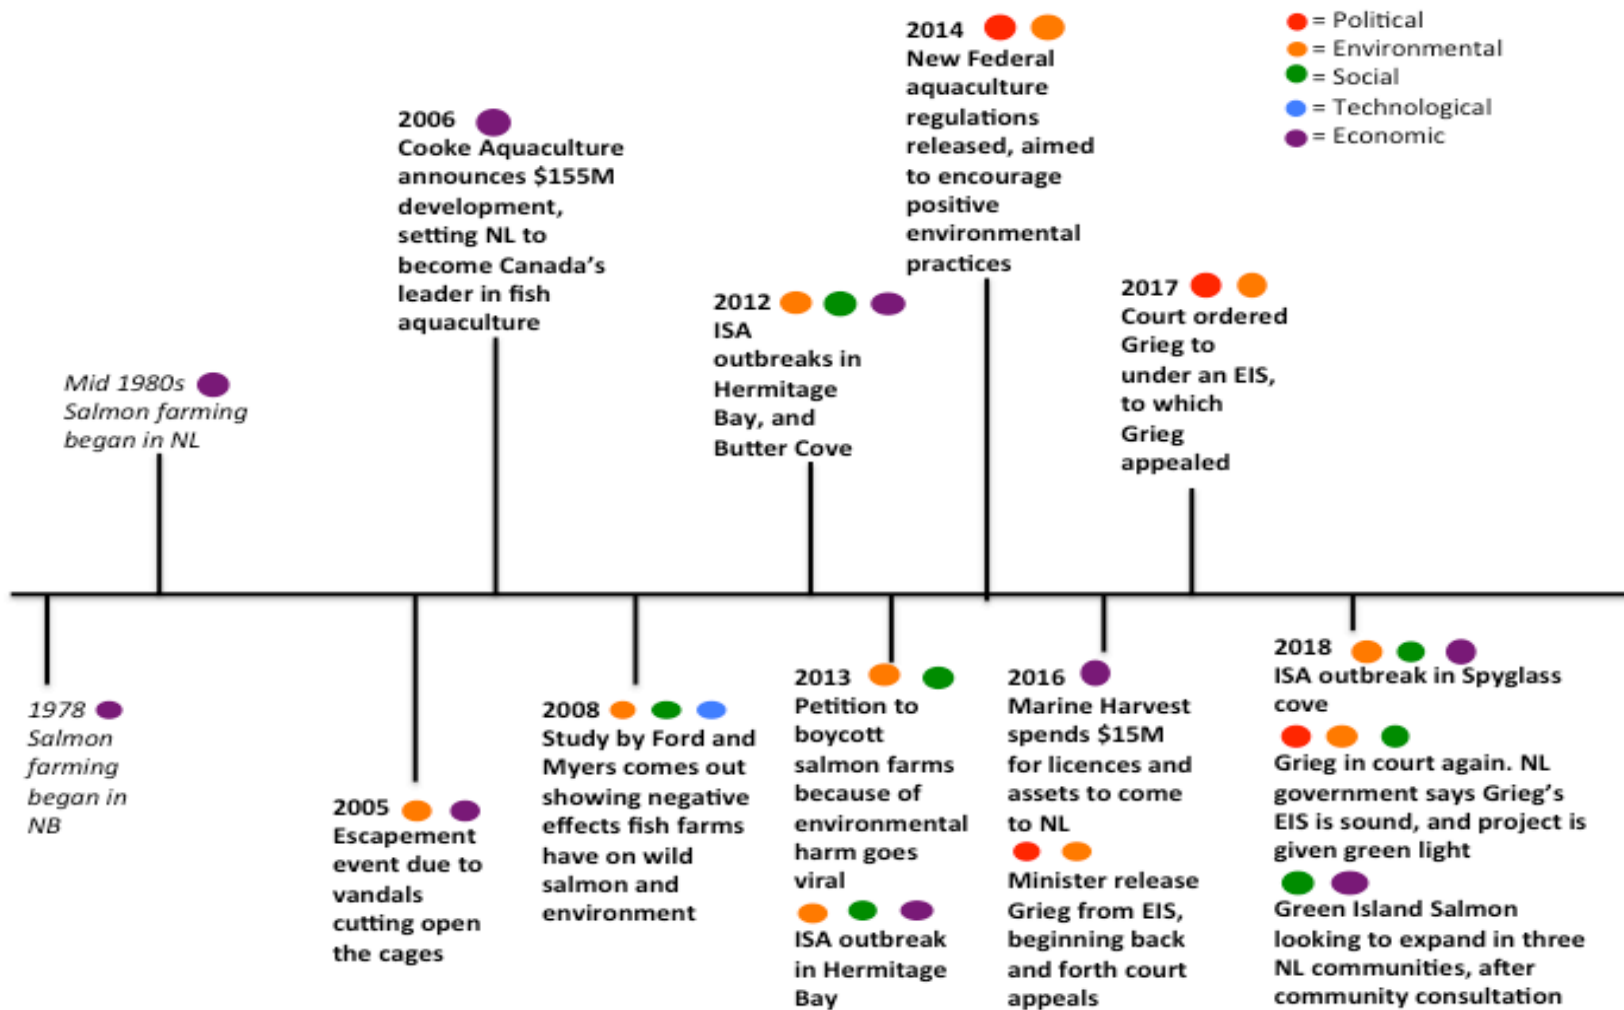 = Political
= Environmental
= Social
= Technological
= Economic
1978
Salmon
farming
began in
NB
Mid 1980s
Salmon farming
began in NL
2005
Escapement
event due to
vandals
cutting open
the cages
2006
Cooke Aquaculture
announces $155M
development,
setting NL to
become Canada's
leader in fish
aquaculture
2008
Study by Ford and
Myers comes out
showing negative
effects fish farms
have on wild
salmon and
environment
2012
ISA
outbreaks in
Hermitage
Bay, and
Butter Cove
2013
Petition to
boycott
salmon farms
because of
environmental
harm goes
viral
ISA outbreak
in Hermitage
Bay
2014
New Federal
aquaculture
regulations
released, aimed
to encourage
positive
environmental
practices
2016
Marine Harvest
spends $15M
for licences and
assets to come
to NL
Minister release
Grieg from EIS,
beginning back
and forth court
appeals
2017
Court ordered
Grieg to
under an EIS,
to which
Grieg
appealed
2018
ISA outbreak in Spyglass
cove
Grieg in court again. NL
government says Grieg's
EIS is sound, and project is
given green light
Green Island Salmon
looking to expand in three
NL communities, after
community consultation